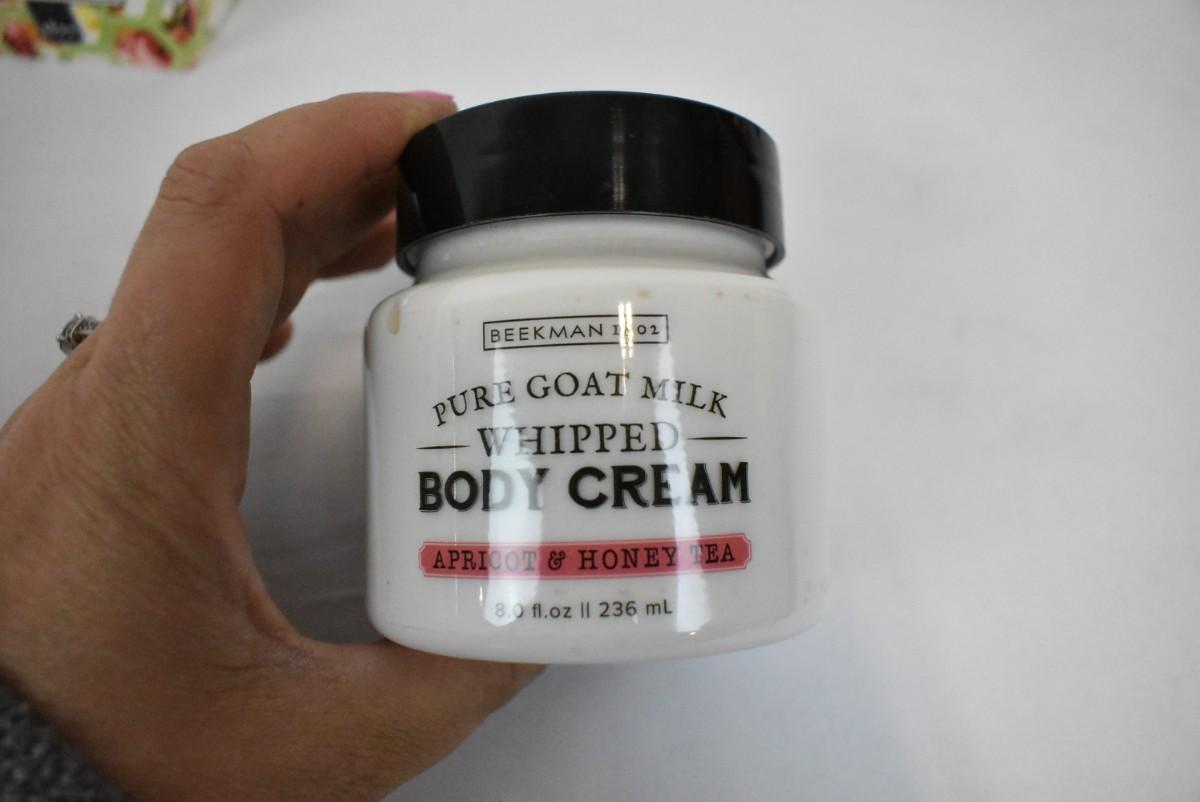 BEEKMAN 1802
PURE GOAT MILK
WHIPPED
BODY CREAM
APRICOT & HONEY TEA
8.0 fl.oz || 236 mL